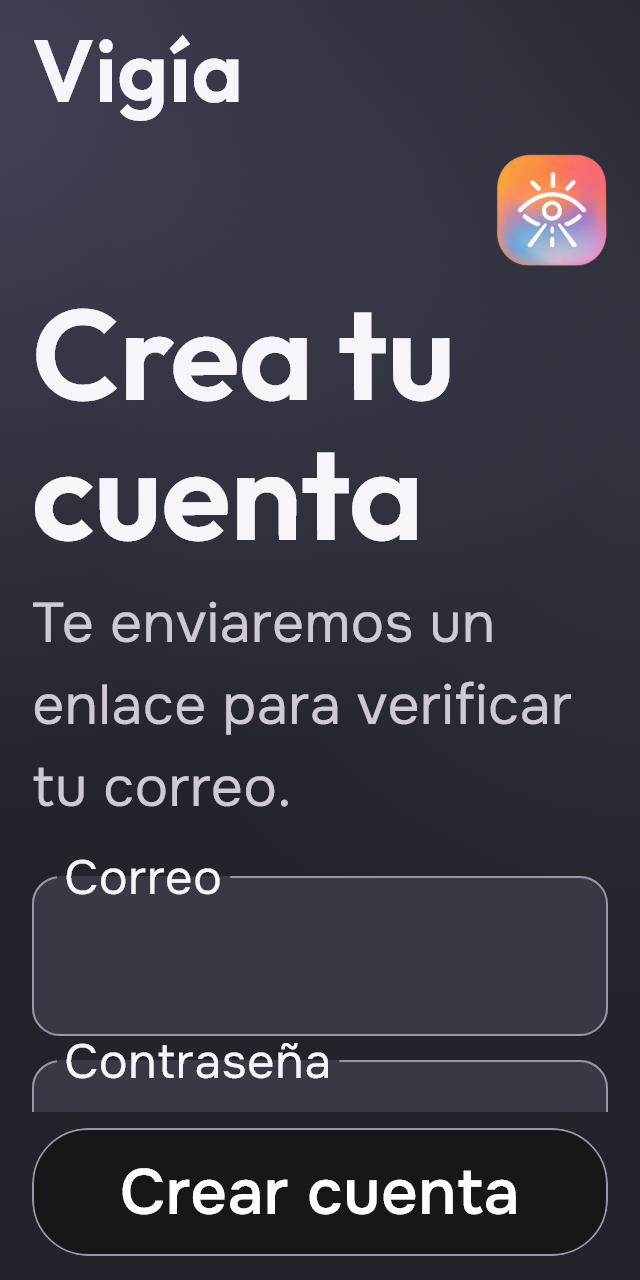 Vigía
Crea tu
cuenta
Te enviaremos un
enlace para verificar
tu correo.
Correo
Contraseña
Crear cuenta